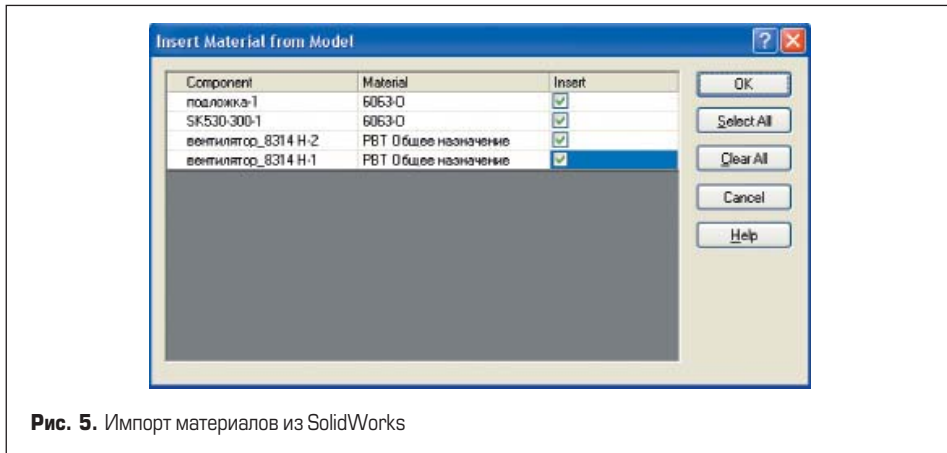 Insert Material from Model
Component Material Insert
подложка-1 6063-O
SK530-300-1 6063-O
вентилятор_8314 H-2 PBT Общее назначение
вентилятор_8314 H-1 PBT Общее назначение
OK
Select All
Clear All
Cancel
Help
Рис. 5. Импорт материалов из SolidWorks